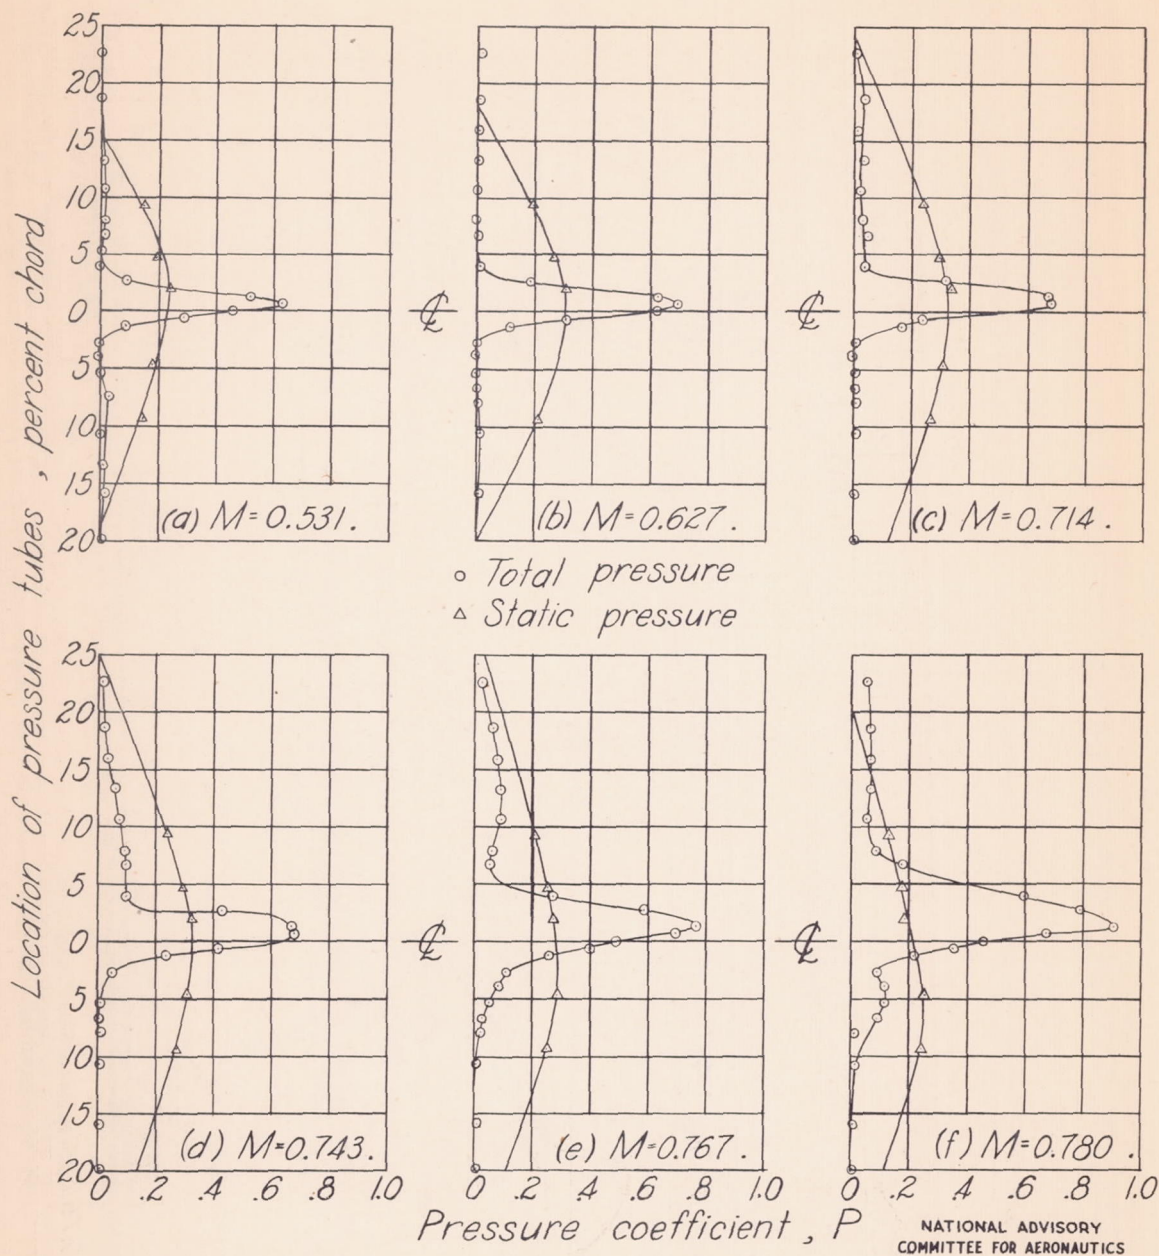 25
20
15
10
5
0
5
10
15
20
(a) M=0.531.
℄
(b) M=0.627.
℄
(c) M=0.714.
Location of pressure tubes, percent chord
○ Total pressure
△ Static pressure
25
20
15
10
5
0
5
10
15
20
(d) M=0.743.
℄
(e) M=0.767.
℄
(f) M=0.780.
0 .2 .4 .6 .8 1.0
0 .2 .4 .6 .8 1.0
0 .2 .4 .6 .8 1.0
Pressure coefficient, P
NATIONAL ADVISORY
COMMITTEE FOR AERONAUTICS